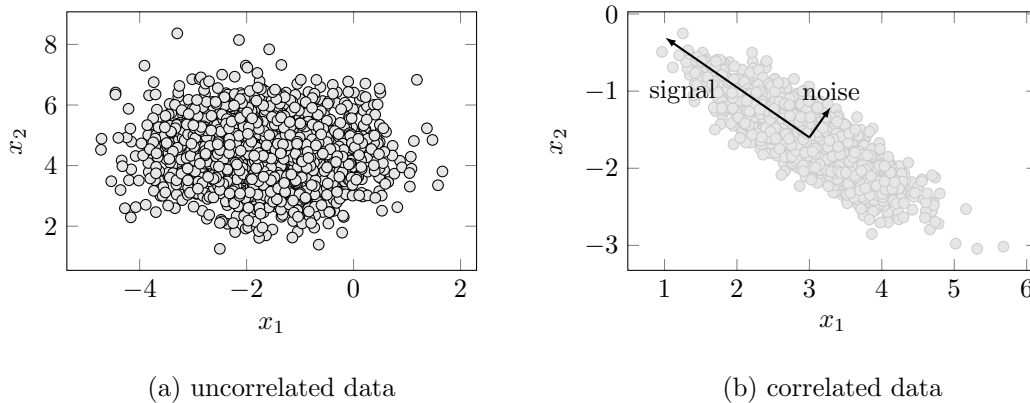 8
6
4
2
−4
−2
0
2
x₁
x₂
(a) uncorrelated data
0
−1
−2
−3
signal
noise
1
2
3
4
5
6
x₁
x₂
(b) correlated data